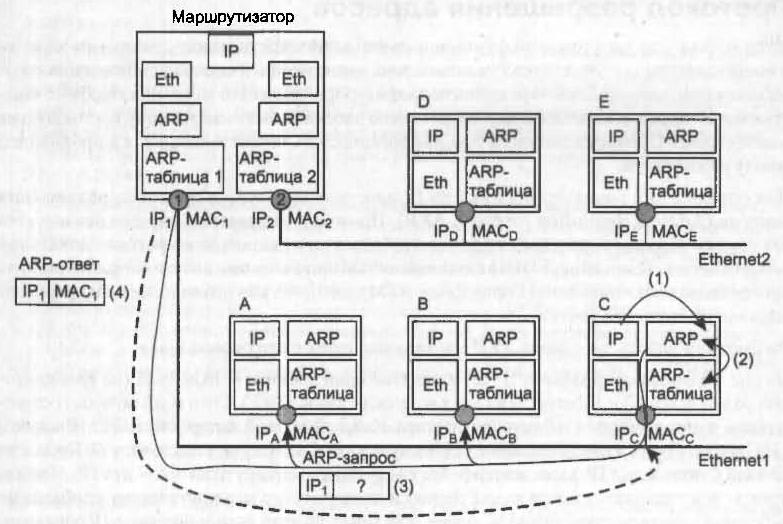 Маршрутизатор
IP
Eth Eth
ARP ARP
ARP-таблица 1 ARP-таблица 2
1 2
IP1 MAC1 IP2 MAC2
D E
IP ARP IP ARP
Eth ARP-таблица Eth ARP-таблица
IPD MACD IPE MACE
Ethernet2
ARP-ответ
IP1 MAC1 (4)
(1)
A B C
IP ARP IP ARP IP ARP
(2)
Eth ARP-таблица Eth ARP-таблица Eth ARP-таблица
IPA MACA IPB MACB IPC MACC
ARP-запрос
Ethernet1
IP1 ? (3)